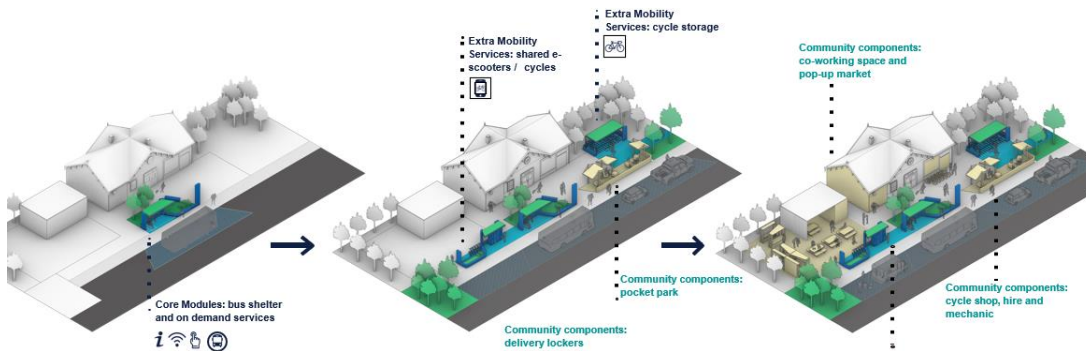 Extra Mobility
Services: shared e-
scooters / cycles
Extra Mobility
Services: cycle storage
Community components:
co-working space and
pop-up market
Core Modules: bus shelter
and on demand services
i
Community components:
delivery lockers
Community components:
pocket park
Community components:
cycle shop, hire and
mechanic